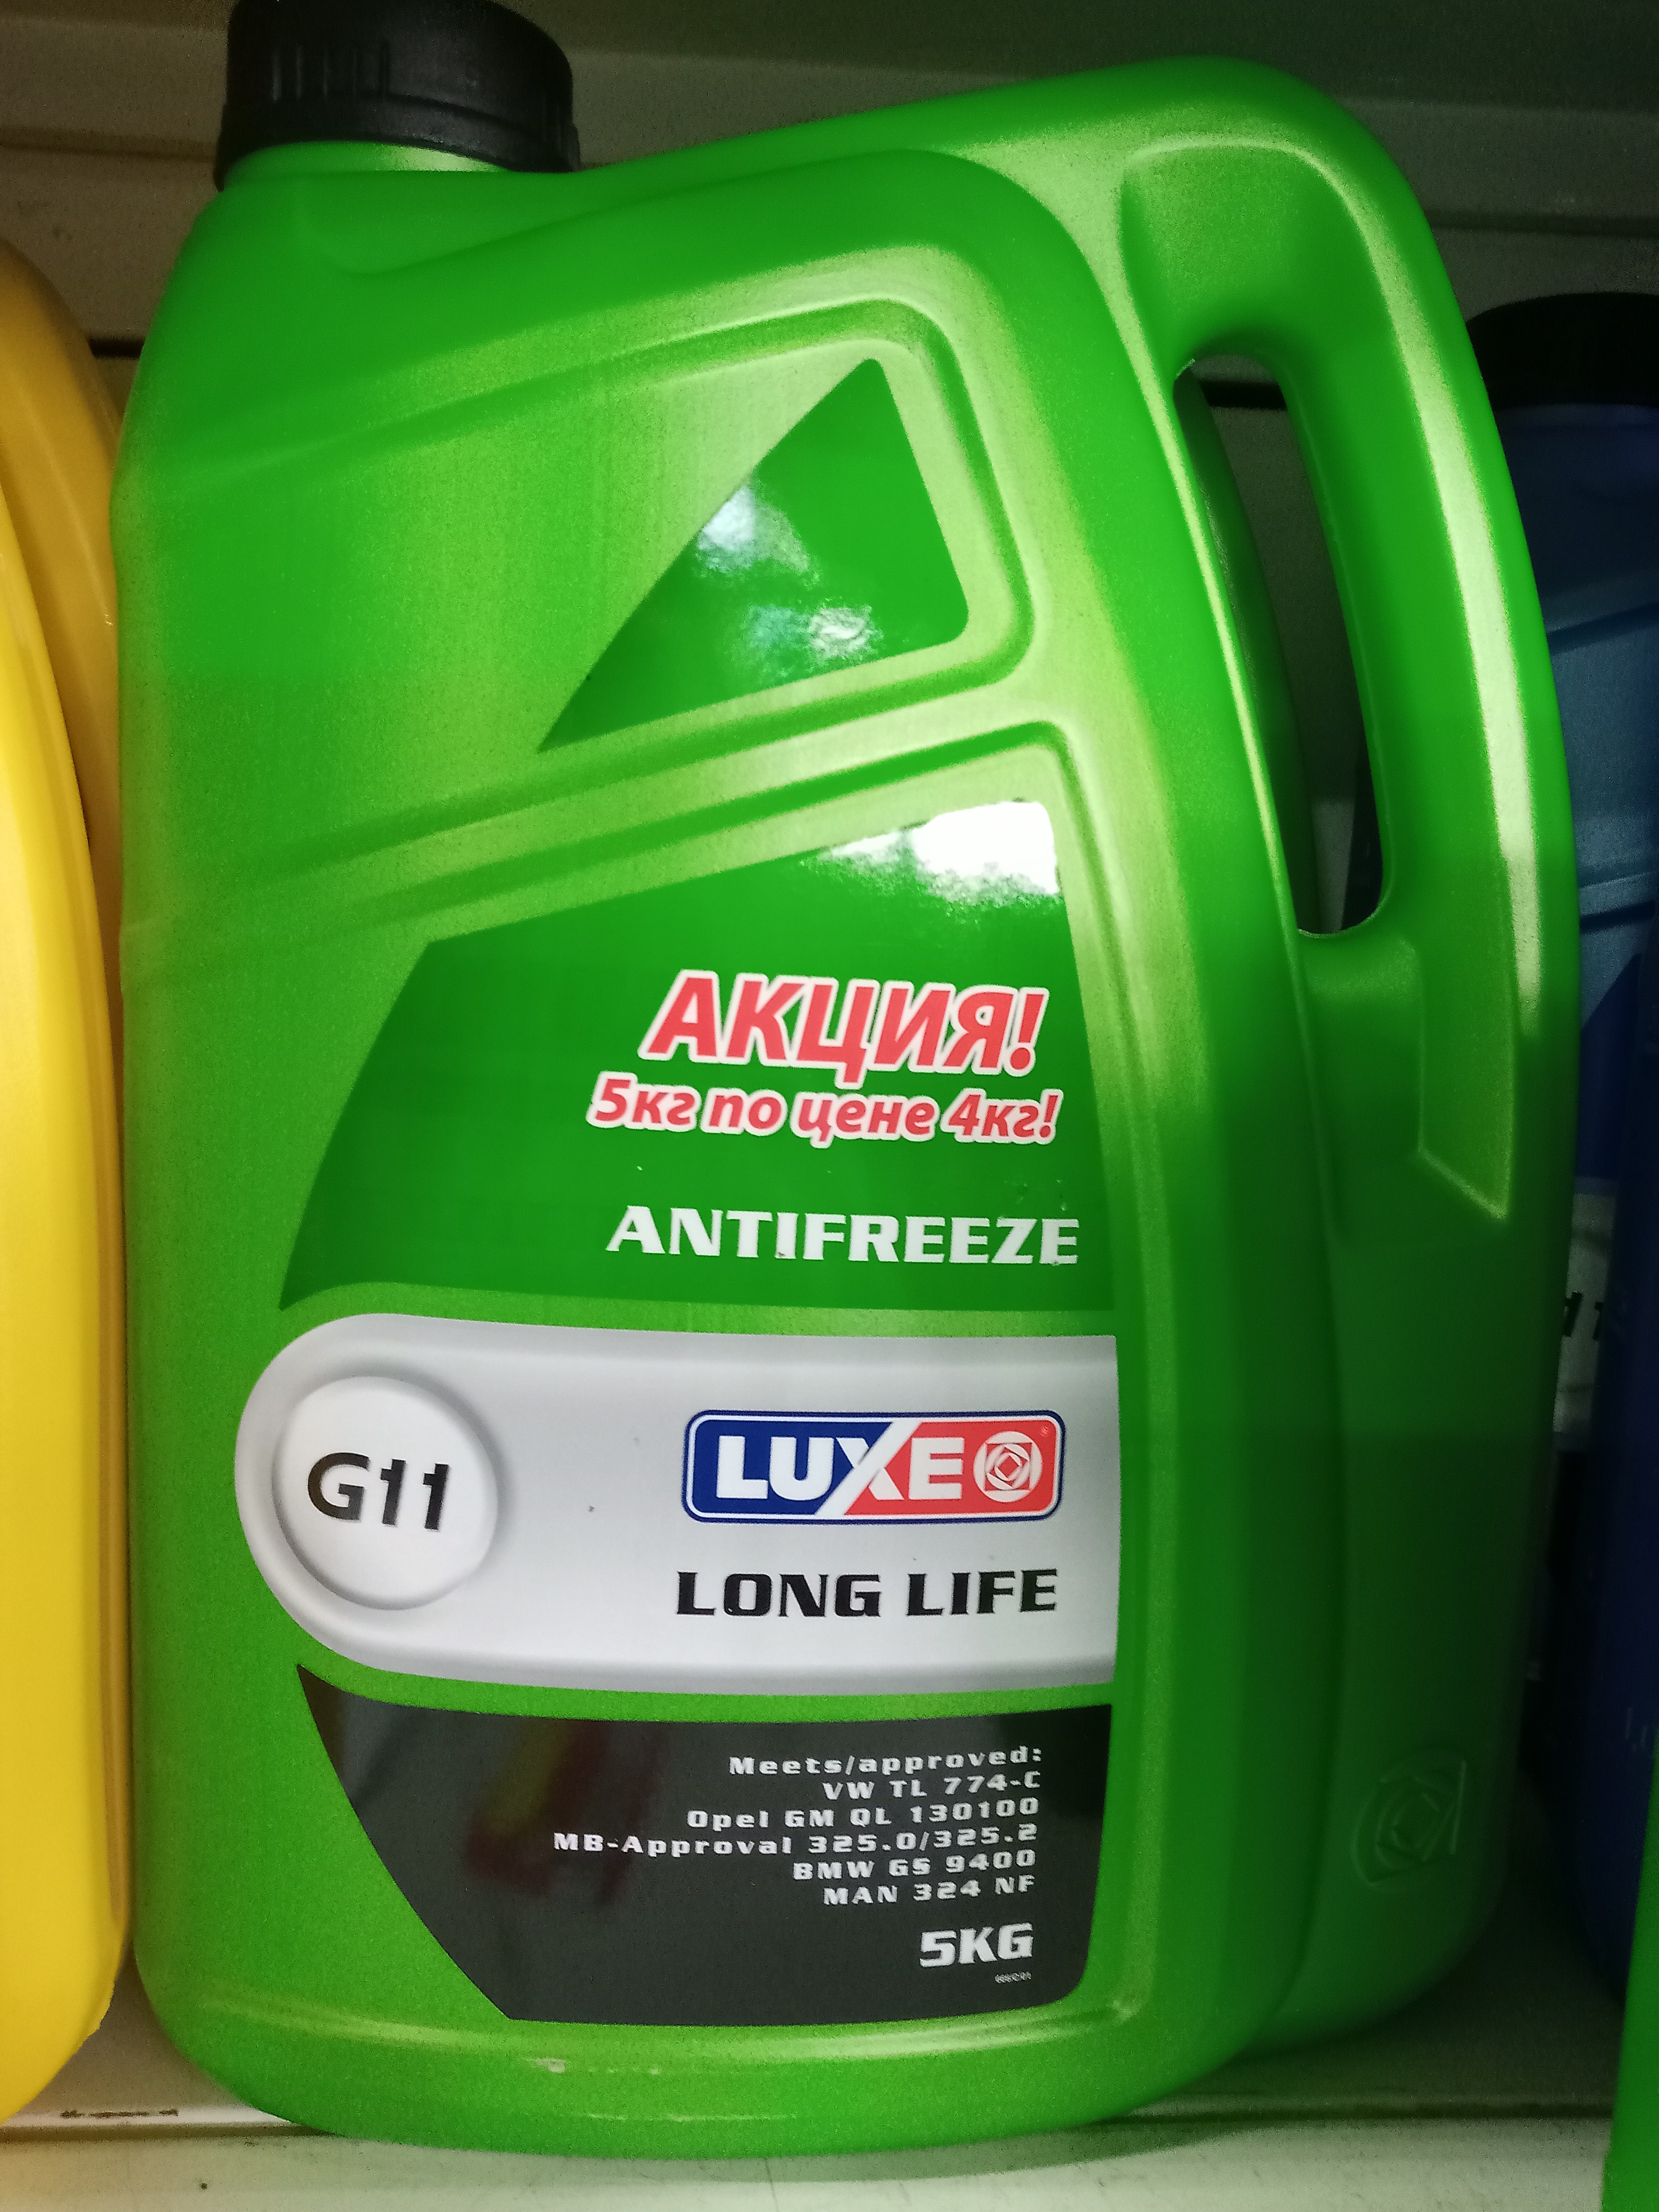 АКЦИЯ!
5кг по цене 4кг!
ANTIFREEZE
G11
LUXE
LONG LIFE
Meets/approved:
VW TL 774-C
Opel GM QL 130100
MB-Approval 325.0/325.2
BMW GS 9400
MAN 324 NF
5KG